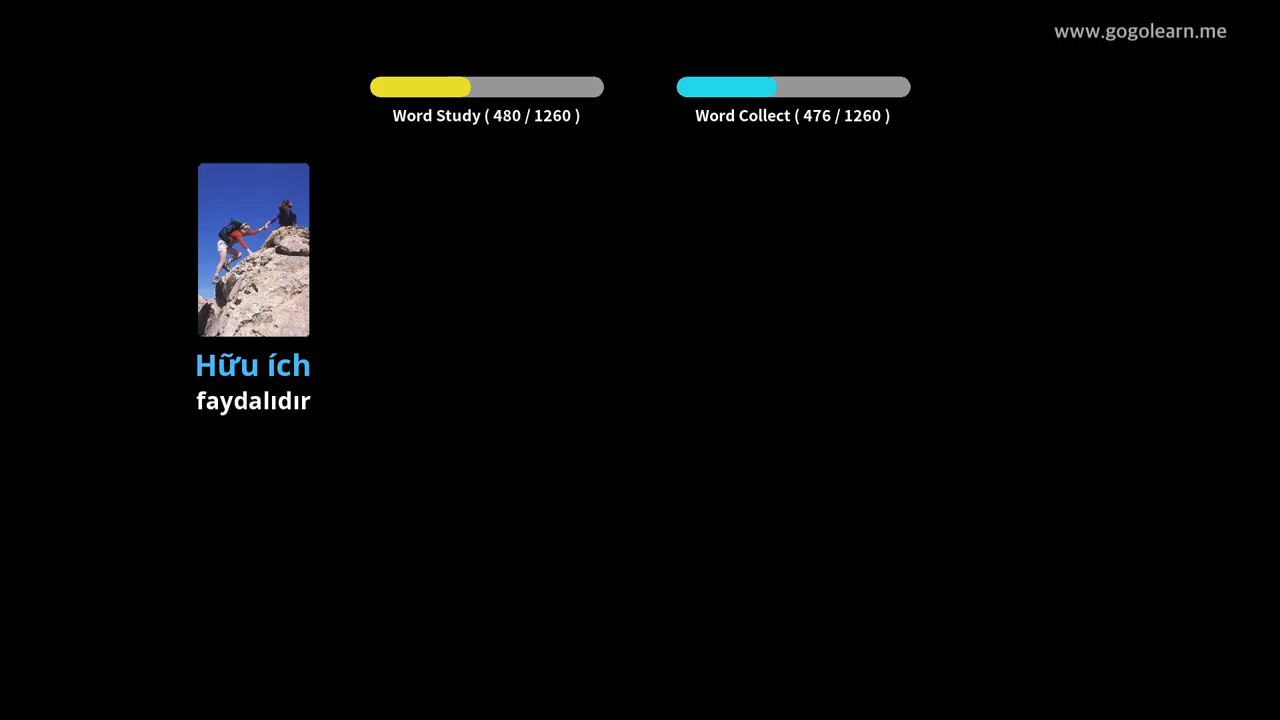 www.gogolearn.me
Word Study ( 480 / 1260 )
Word Collect ( 476 / 1260 )
Hữu ích
faydalıdır